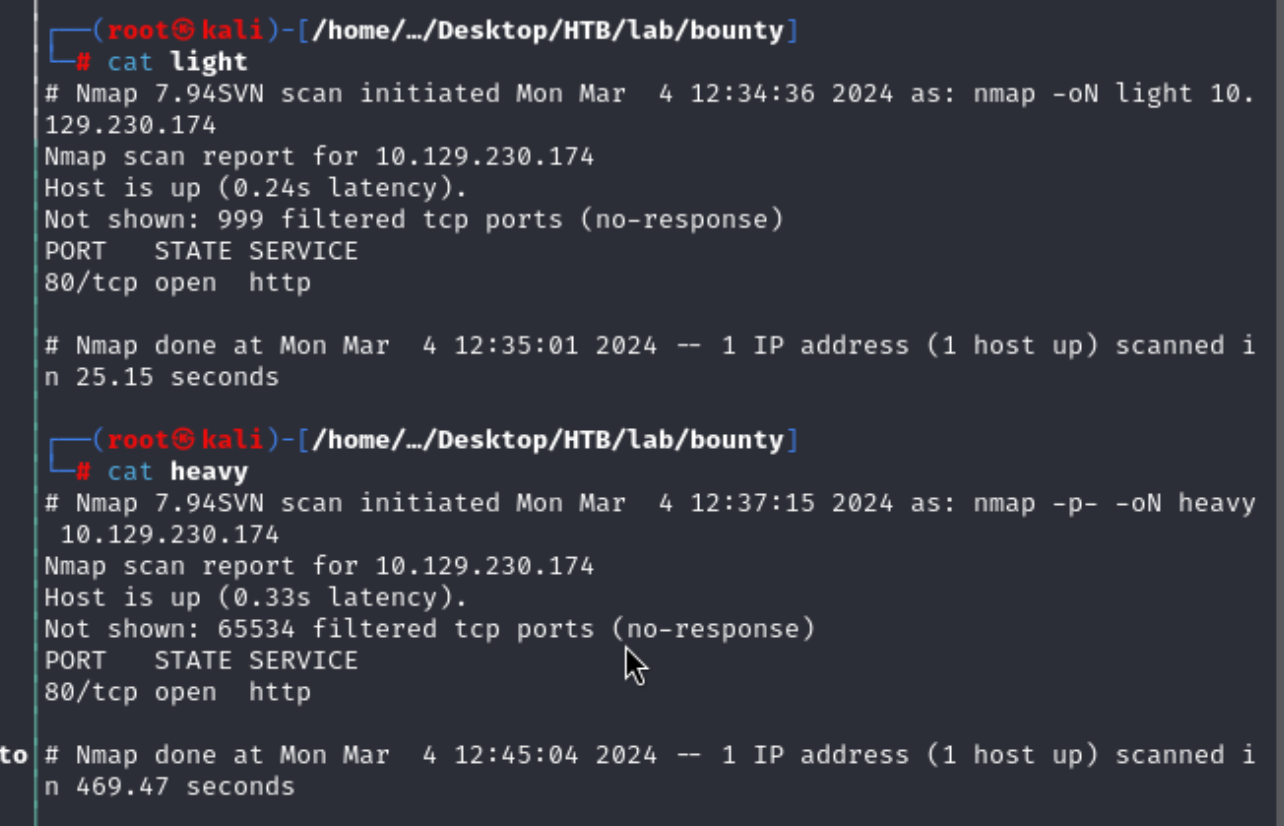 ┌──(root㉿kali)-[/home/…/Desktop/HTB/lab/bounty]
└─# cat light
# Nmap 7.94SVN scan initiated Mon Mar  4 12:34:36 2024 as: nmap -oN light 10.
129.230.174
Nmap scan report for 10.129.230.174
Host is up (0.24s latency).
Not shown: 999 filtered tcp ports (no-response)
PORT   STATE SERVICE
80/tcp open  http
# Nmap done at Mon Mar  4 12:35:01 2024 -- 1 IP address (1 host up) scanned i
n 25.15 seconds
┌──(root㉿kali)-[/home/…/Desktop/HTB/lab/bounty]
└─# cat heavy
# Nmap 7.94SVN scan initiated Mon Mar  4 12:37:15 2024 as: nmap -p- -oN heavy
 10.129.230.174
Nmap scan report for 10.129.230.174
Host is up (0.33s latency).
Not shown: 65534 filtered tcp ports (no-response)
PORT   STATE SERVICE
80/tcp open  http
to
# Nmap done at Mon Mar  4 12:45:04 2024 -- 1 IP address (1 host up) scanned i
n 469.47 seconds